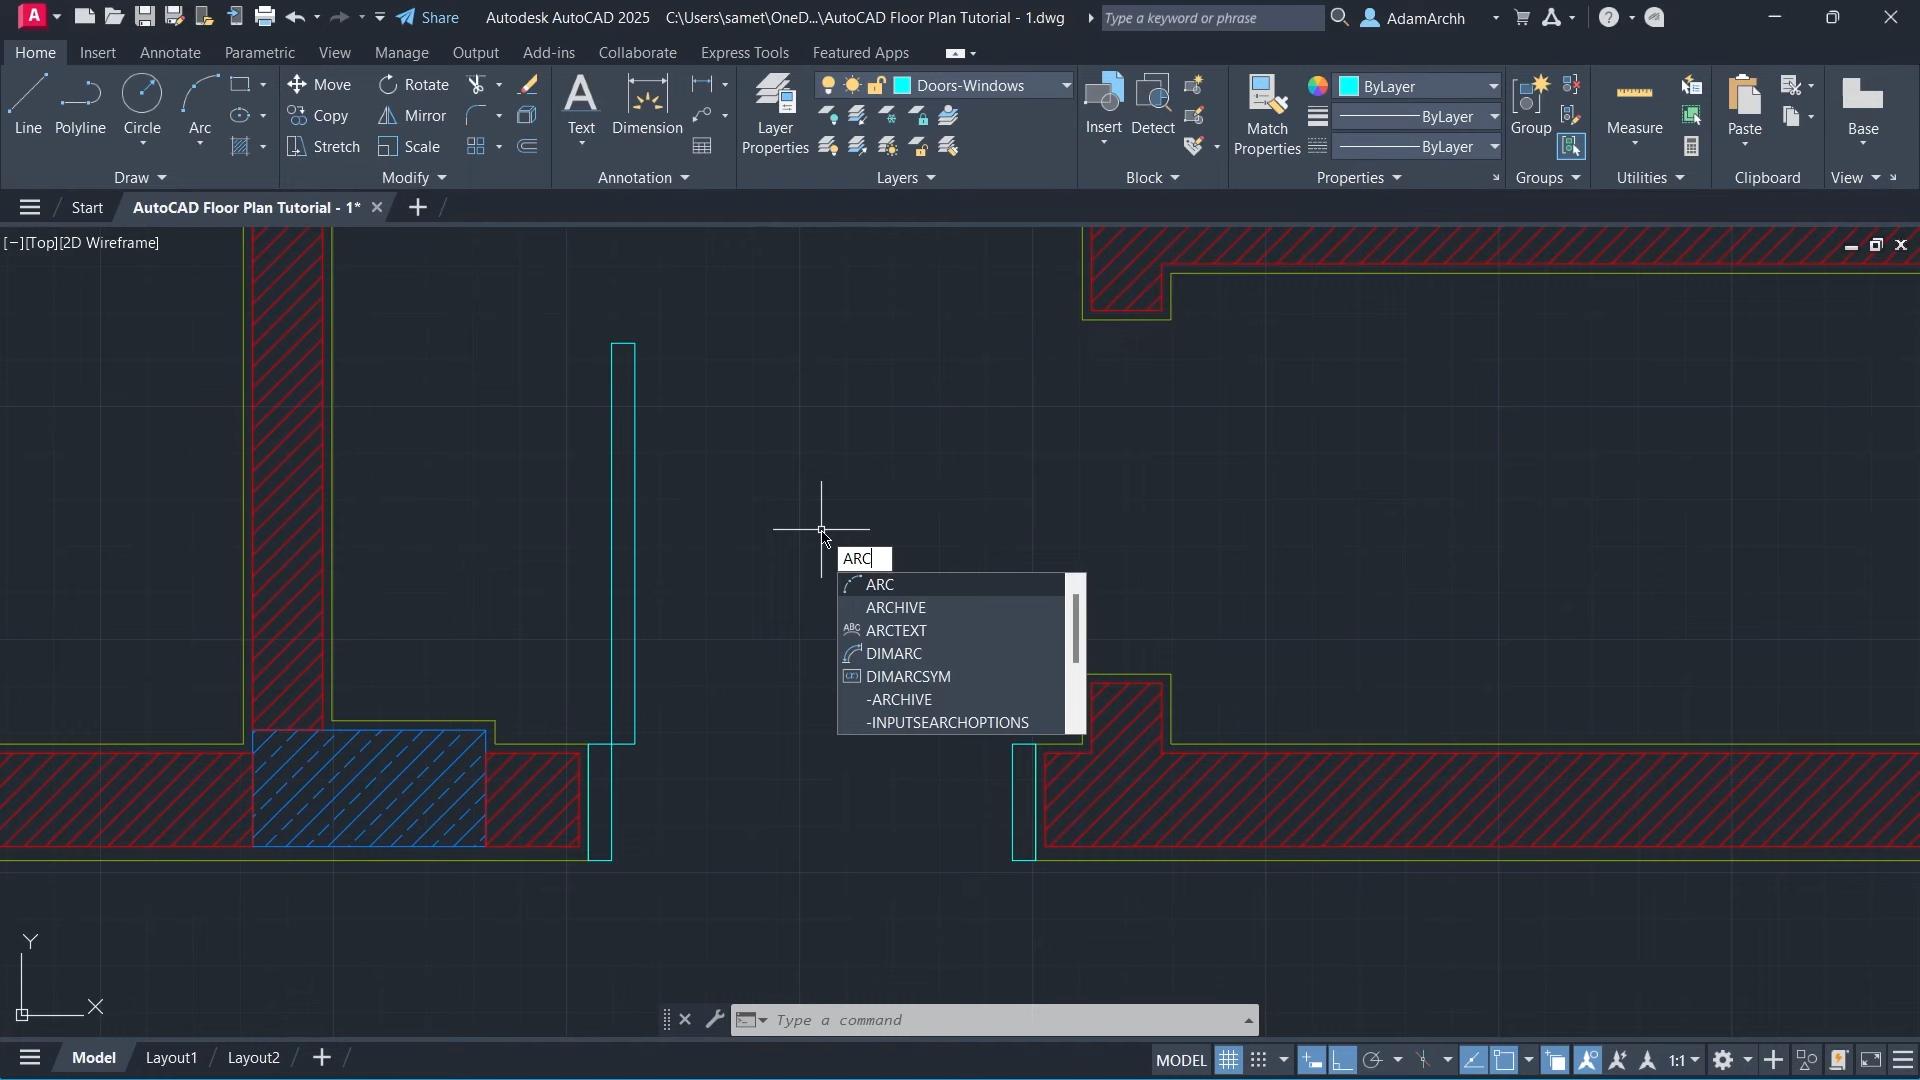 A Share Autodesk AutoCAD 2025 C:\Users\samet\OneD...\AutoCAD Floor Plan Tutorial - 1.dwg Type a keyword or phrase AdamArchh
Home Insert Annotate Parametric View Manage Output Add-ins Collaborate Express Tools Featured Apps
Line Polyline Circle Arc
Draw
Move Rotate
Copy Mirror
Stretch Scale
Modify
A
Text Dimension
Annotation
Layer
Properties
Doors-Windows
Layers
Insert Detect
Block
Match
Properties
ByLayer
ByLayer
ByLayer
Properties
Group
Groups
Measure
Utilities
Paste
Clipboard
Base
View
Start AutoCAD Floor Plan Tutorial - 1*
[−][Top][2D Wireframe]
ARC
ARC
ARCHIVE
ABC ARCTEXT
DIMARC
DIMARCSYM
-ARCHIVE
-INPUTSEARCHOPTIONS
Y
X
Type a command
Model Layout1 Layout2
MODEL 1:1